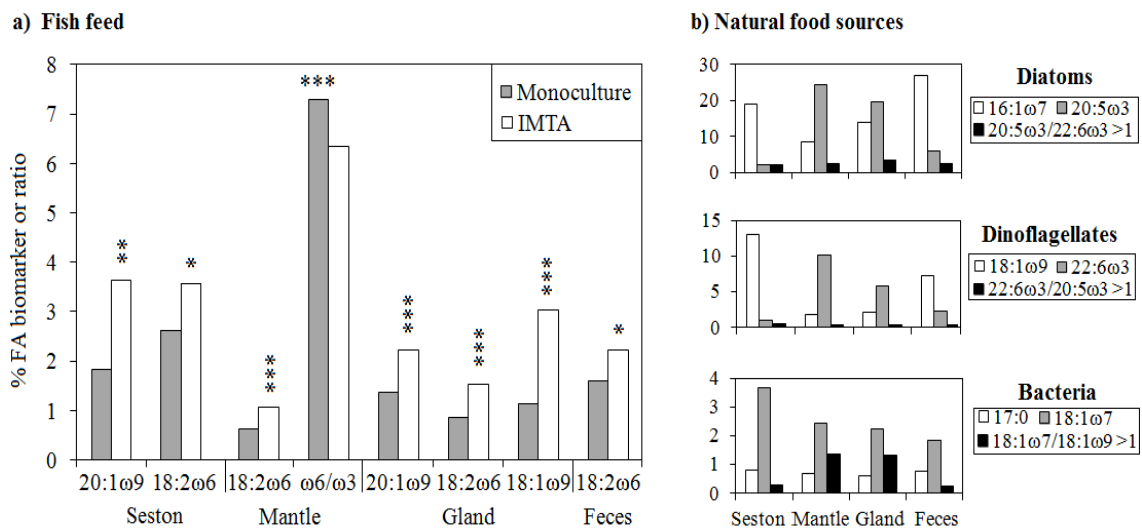 a) Fish feed
% FA biomarker or ratio
8
7
6
5
4
3
2
1
0
***
Monoculture
IMTA
**
*
***
***
***
***
*
20:1ω9 18:2ω6 18:2ω6 ω6/ω3 20:1ω9 18:2ω6 18:1ω9 18:2ω6
Seston Mantle Gland Feces
b) Natural food sources
30
20
10
0
Diatoms
16:1ω7 20:5ω3
20:5ω3/22:6ω3 >1
15
10
5
0
Dinoflagellates
18:1ω9 22:6ω3
22:6ω3/20:5ω3 >1
4
3
2
1
0
Bacteria
17:0 18:1ω7
18:1ω7/18:1ω9 >1
Seston Mantle Gland Feces